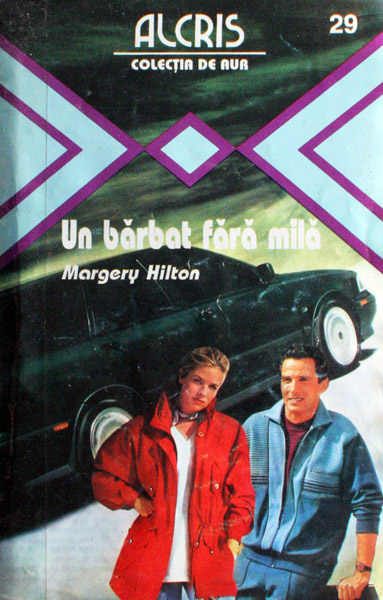 ALCRIS
29
COLECȚIA DE AUR
Un bărbat fără milă
Margery Hilton